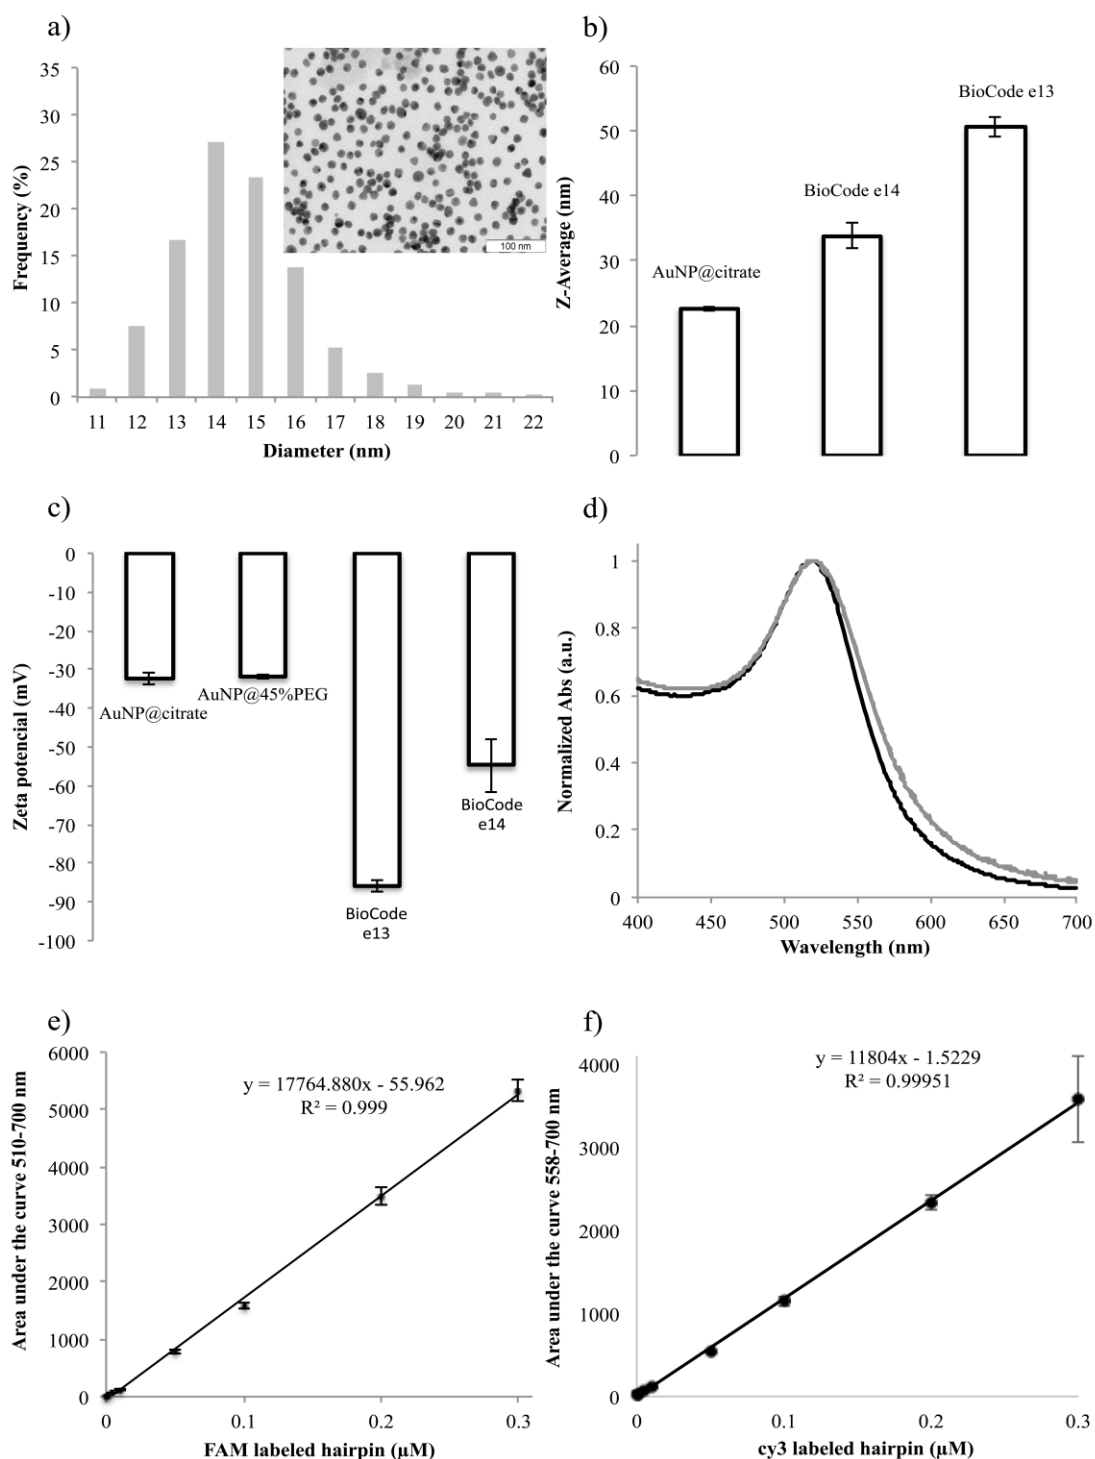 a)
35
30
25
20
15
10
5
0
Frequency (%)
100 nm
11 12 13 14 15 16 17 18 19 20 21 22
Diameter (nm)
b)
60
50
40
30
20
10
0
Z-Average (nm)
BioCode e13
BioCode e14
AuNP@citrate
c)
0
-10
-20
-30
-40
-50
-60
-70
-80
-90
-100
Zeta potencial (mV)
AuNP@citrate
AuNP@45%PEG
BioCode
e13
BioCode
e14
d)
1
0.8
0.6
0.4
0.2
0
Normalized Abs (a.u.)
400 450 500 550 600 650 700
Wavelength (nm)
e)
6000
5000
4000
3000
2000
1000
0
Area under the curve 510-700 nm
y = 17764.880x - 55.962
R² = 0.999
0 0.1 0.2 0.3
FAM labeled hairpin (µM)
f)
4000
3000
2000
1000
0
Area under the curve 558-700 nm
y = 11804x - 1.5229
R² = 0.99951
0 0.1 0.2 0.3
cy3 labeled hairpin (µM)